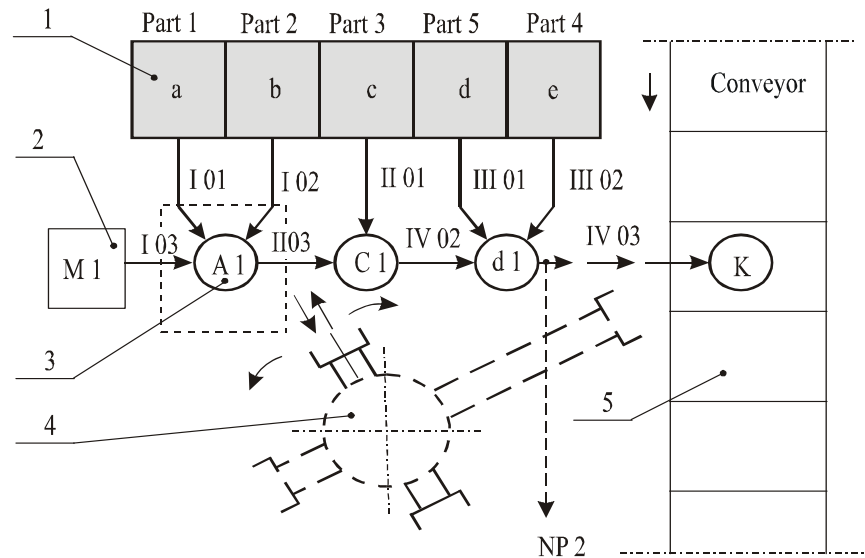 Part 1 Part 2 Part 3 Part 5 Part 4
1
a b c d e
Conveyor
2
I 01 I 02 II 01 III 01 III 02
I 03 II03 IV 02 IV 03
M 1 A 1 C 1 d 1 K
3
4
5
NP 2